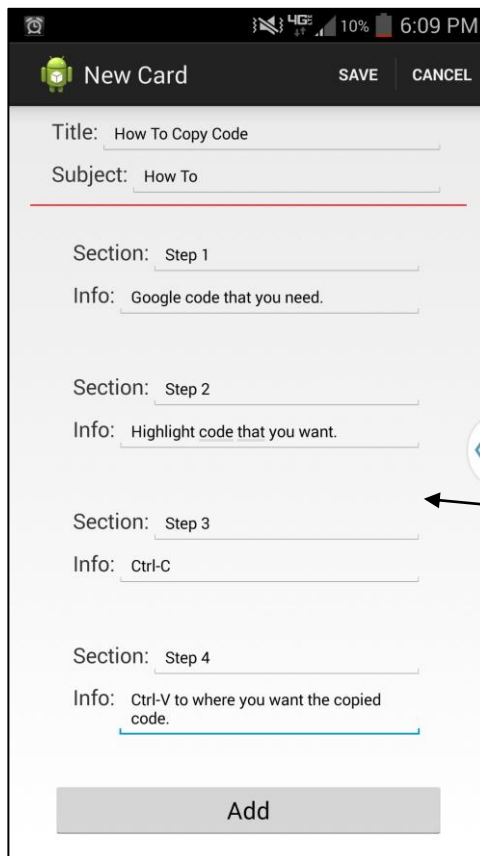 4G 10% 6:09 PM
New Card SAVE CANCEL
Title: How To Copy Code
Subject: How To
Section: Step 1
Info: Google code that you need.
Section: Step 2
Info: Highlight code that you want.
Section: Step 3
Info: Ctrl-C
Section: Step 4
Info: Ctrl-V to where you want the copied
code.
Add